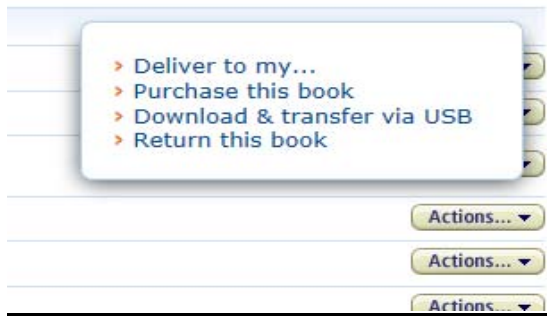 > Deliver to my...
> Purchase this book
> Download & transfer via USB
> Return this book
Actions...
Actions...
Actions...